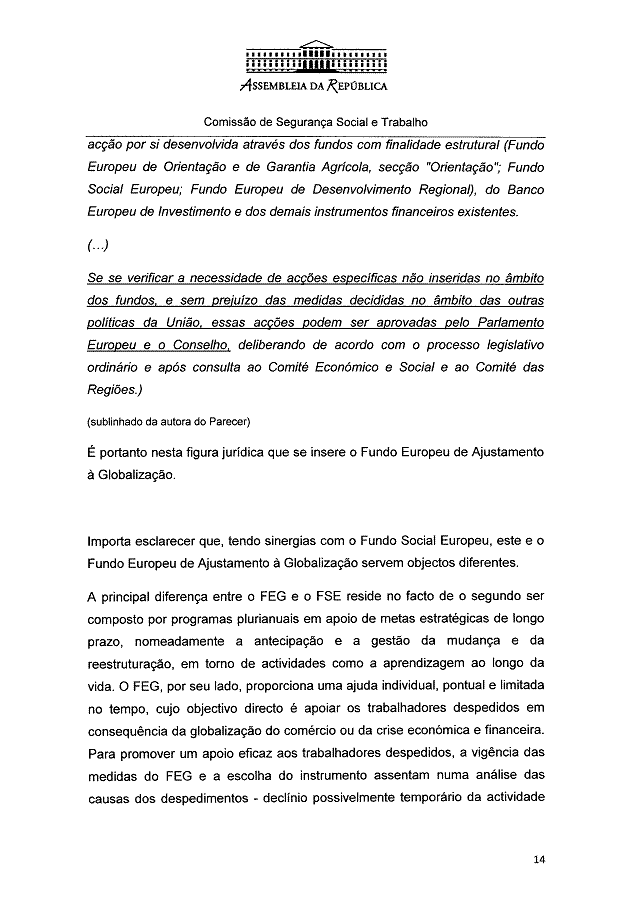 ASSEMBLEIA DA REPÚBLICA
Comissão de Segurança Social e Trabalho
acção por si desenvolvida através dos fundos com finalidade estrutural (Fundo
Europeu de Orientação e de Garantia Agrícola, secção "Orientação"; Fundo
Social Europeu; Fundo Europeu de Desenvolvimento Regional), do Banco
Europeu de Investimento e dos demais instrumentos financeiros existentes.
(...)
Se se verificar a necessidade de acções específicas não inseridas no âmbito
dos fundos, e sem prejuízo das medidas decididas no âmbito das outras
políticas da União, essas acções podem ser aprovadas pelo Parlamento
Europeu e o Conselho, deliberando de acordo com o processo legislativo
ordinário e após consulta ao Comité Económico e Social e ao Comité das
Regiões.)
(sublinhado da autora do Parecer)
É portanto nesta figura jurídica que se insere o Fundo Europeu de Ajustamento
à Globalização.
Importa esclarecer que, tendo sinergias com o Fundo Social Europeu, este e o
Fundo Europeu de Ajustamento à Globalização servem objectos diferentes.
A principal diferença entre o FEG e o FSE reside no facto de o segundo ser
composto por programas plurianuais em apoio de metas estratégicas de longo
prazo, nomeadamente a antecipação e a gestão da mudança e da
reestruturação, em torno de actividades como a aprendizagem ao longo da
vida. O FEG, por seu lado, proporciona uma ajuda individual, pontual e limitada
no tempo, cujo objectivo directo é apoiar os trabalhadores despedidos em
consequência da globalização do comércio ou da crise económica e financeira.
Para promover um apoio eficaz aos trabalhadores despedidos, a vigência das
medidas do FEG e a escolha do instrumento assentam numa análise das
causas dos despedimentos - declínio possivelmente temporário da actividade
14